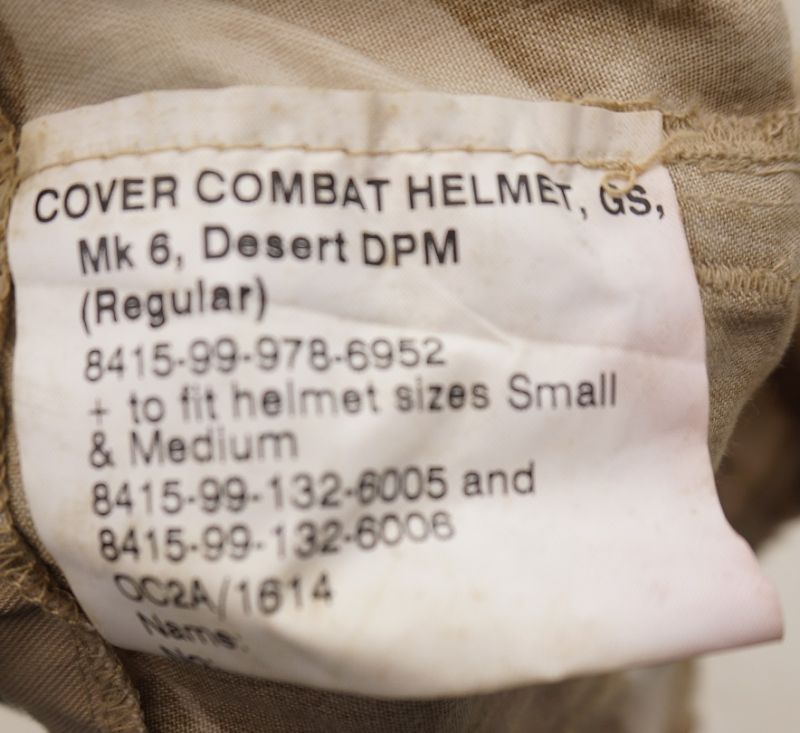 COVER COMBAT HELMET, GS,
Mk 6, Desert DPM
(Regular)
8415-99-978-6952
+ to fit helmet sizes Small
& Medium
8415-99-132-6005 and
8415-99-132-6006
OC2A/1614
Name:
No: